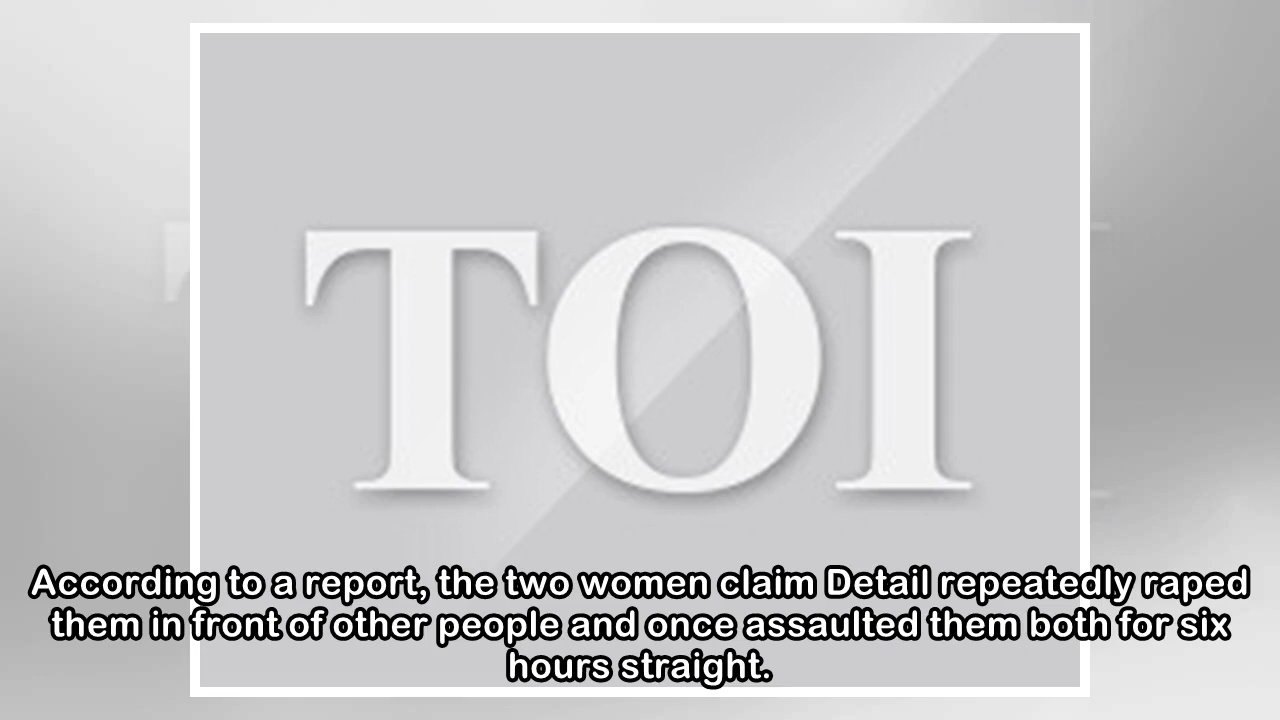 TOI
According to a report, the two women claim Detail repeatedly raped
them in front of other people and once assaulted them both for six
hours straight.